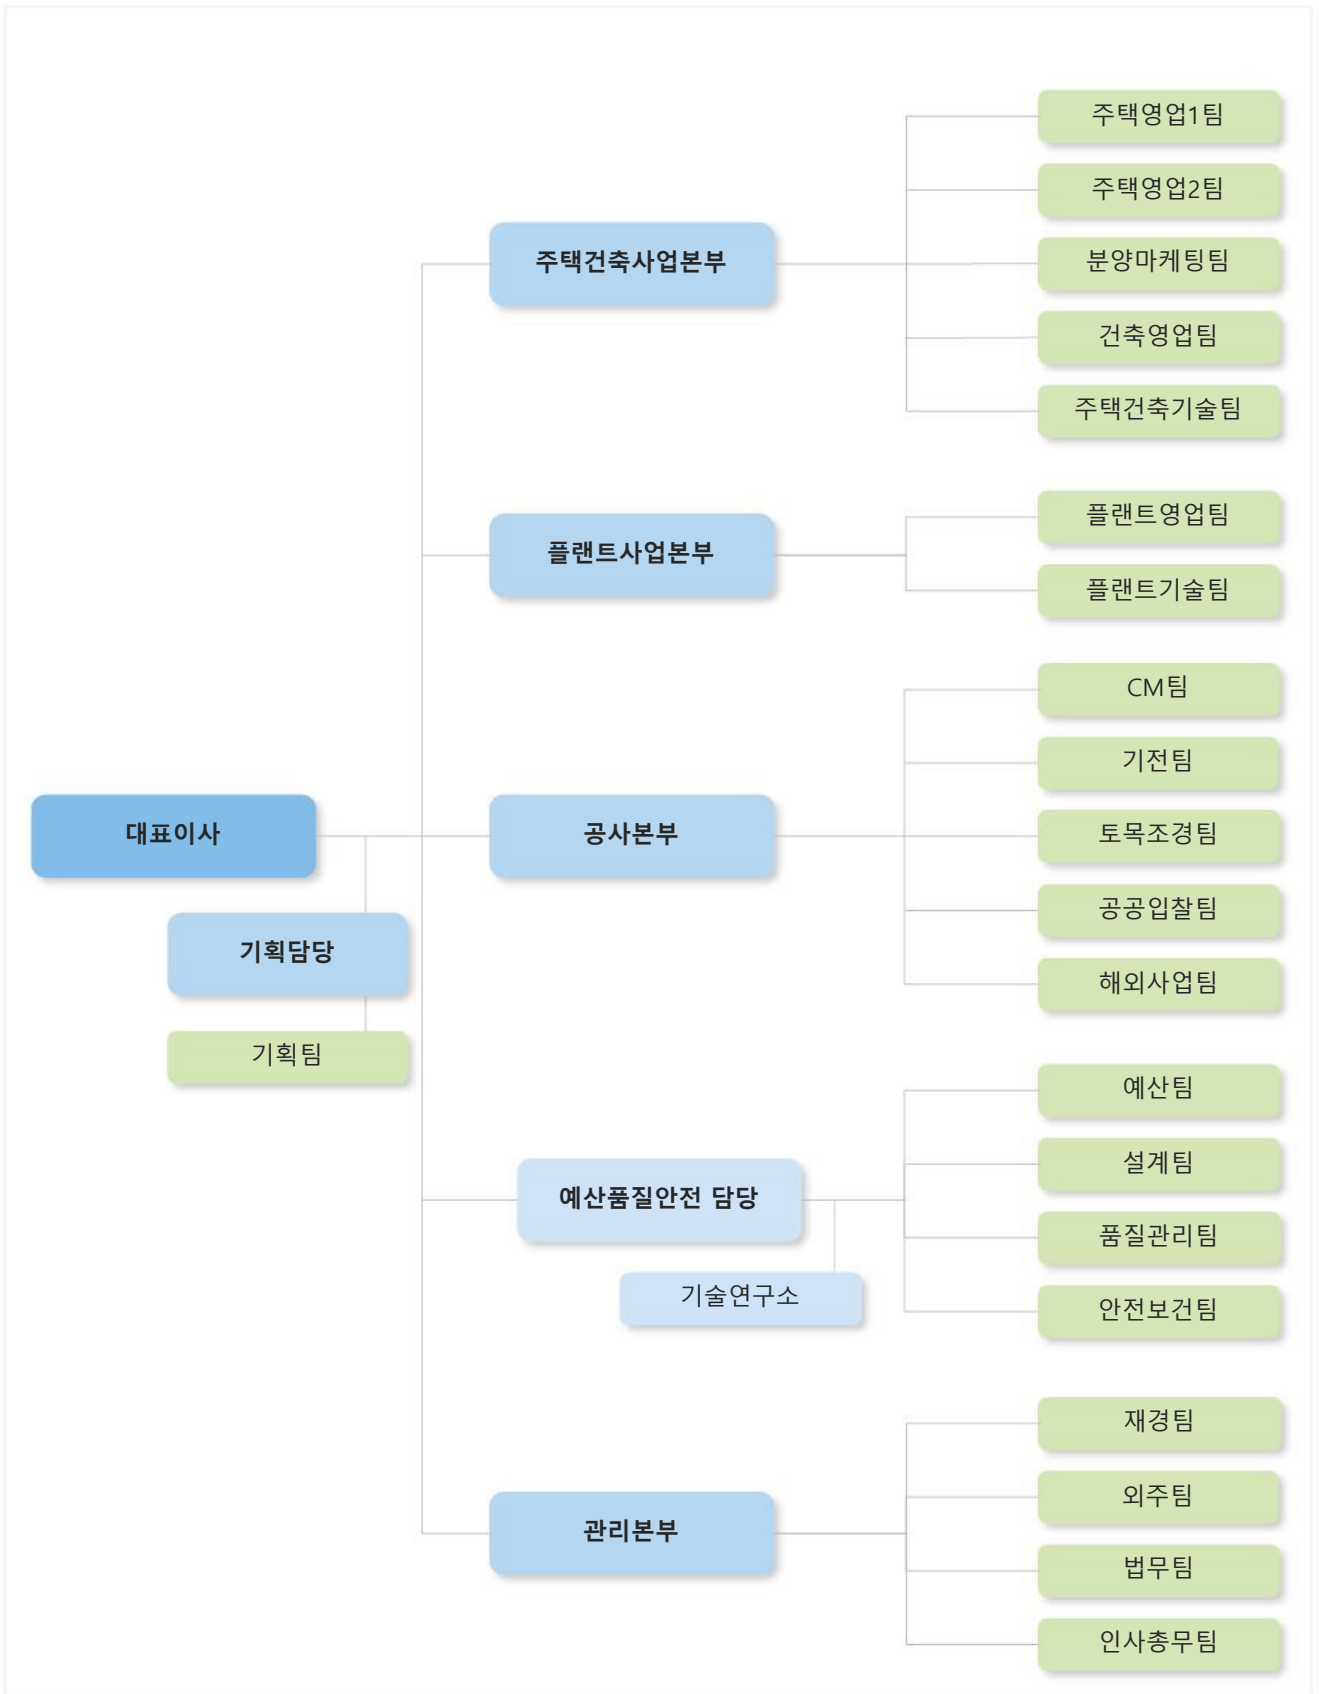 대표이사
기획담당
기획팀
주택건축사업본부
주택영업1팀
주택영업2팀
분양마케팅팀
건축영업팀
주택건축기술팀
플랜트사업본부
플랜트영업팀
플랜트기술팀
공사본부
CM팀
기전팀
토목조경팀
공공입찰팀
해외사업팀
예산품질안전 담당
기술연구소
예산팀
설계팀
품질관리팀
안전보건팀
관리본부
재경팀
외주팀
법무팀
인사총무팀